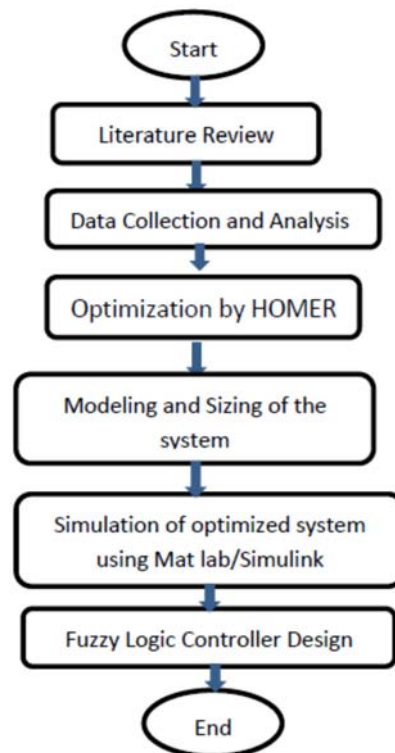 Start
Literature Review
Data Collection and Analysis
Optimization by HOMER
Modeling and Sizing of the
system
Simulation of optimized system
using Mat lab/Simulink
Fuzzy Logic Controller Design
End